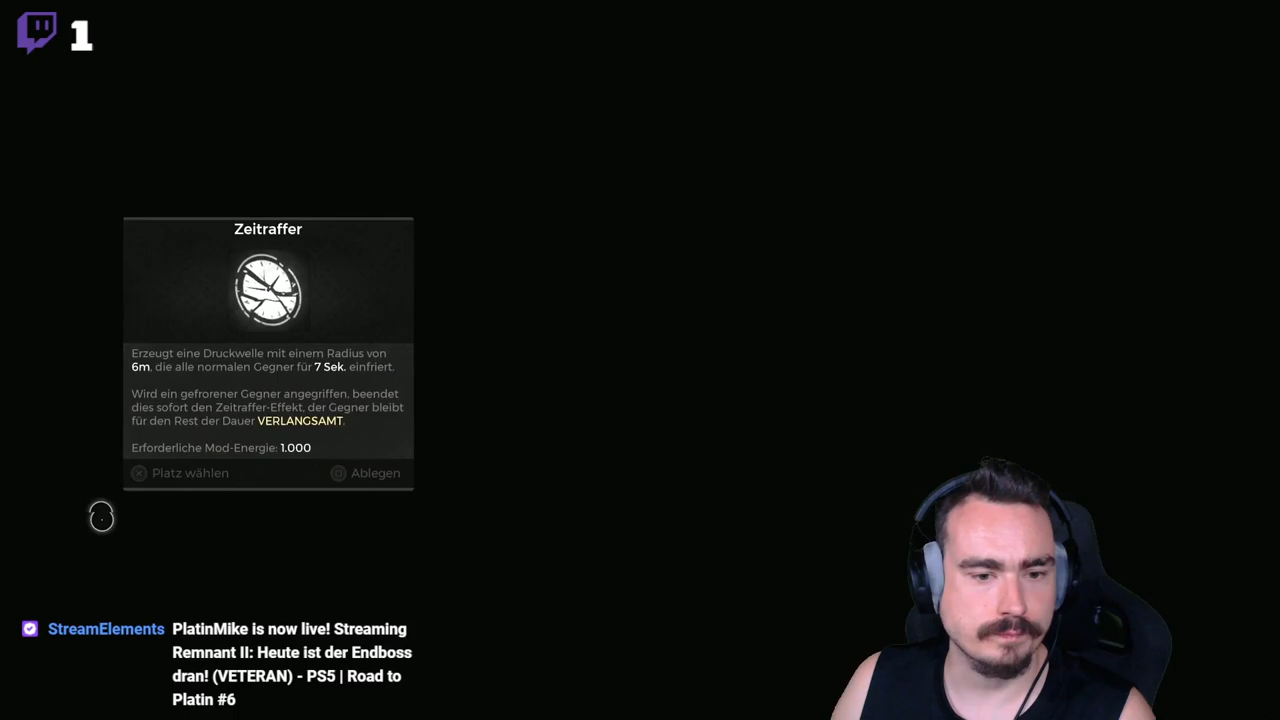 1
Zeitraffer
Erzeugt eine Druckwelle mit einem Radius von
6m, die alle normalen Gegner für 7 Sek. einfriert.
Wird ein gefrorener Gegner angegriffen, beendet
dies sofort den Zeitraffer-Effekt, der Gegner bleibt
für den Rest der Dauer VERLANGSAMT.
Erforderliche Mod-Energie: 1.000
Platz wählen
Ablegen
StreamElements PlatinMike is now live! Streaming
Remnant II: Heute ist der Endboss
dran! (VETERAN) - PS5 | Road to
Platin #6